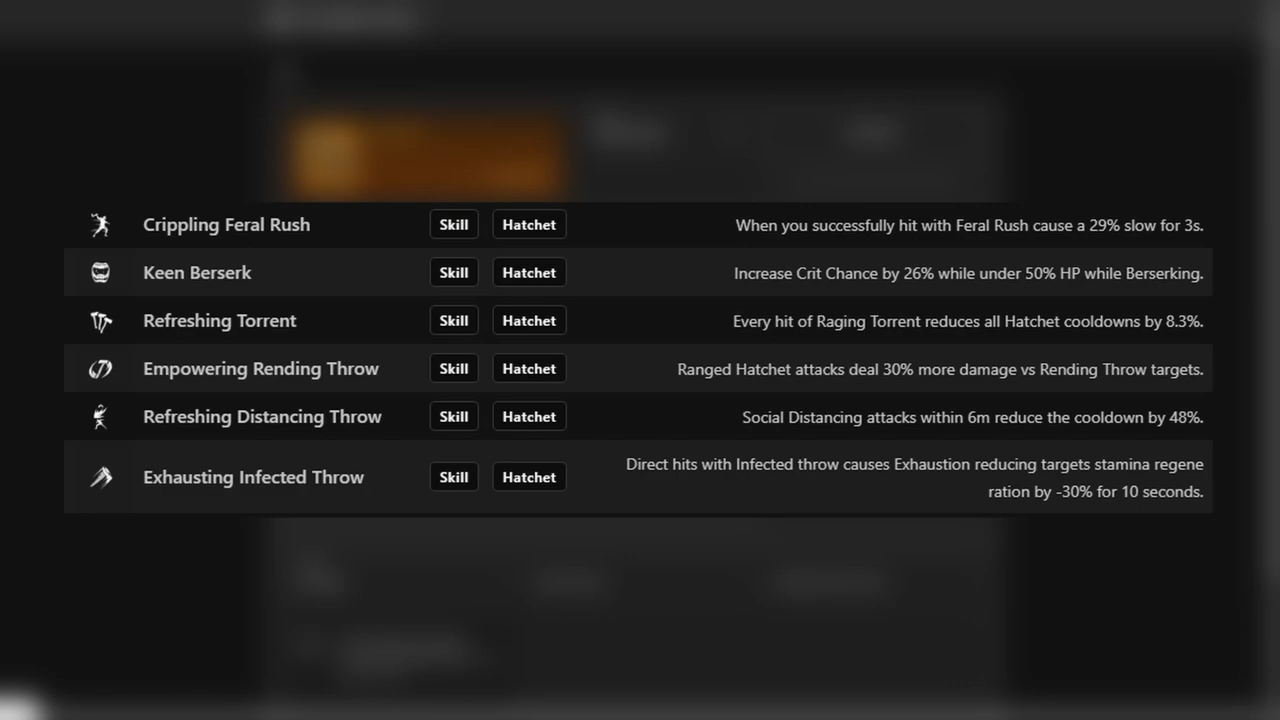 Crippling Feral Rush Skill Hatchet When you successfully hit with Feral Rush cause a 29% slow for 3s.
Keen Berserk Skill Hatchet Increase Crit Chance by 26% while under 50% HP while Berserking.
Refreshing Torrent Skill Hatchet Every hit of Raging Torrent reduces all Hatchet cooldowns by 8.3%.
Empowering Rending Throw Skill Hatchet Ranged Hatchet attacks deal 30% more damage vs Rending Throw targets.
Refreshing Distancing Throw Skill Hatchet Social Distancing attacks within 6m reduce the cooldown by 48%.
Exhausting Infected Throw Skill Hatchet Direct hits with Infected throw causes Exhaustion reducing targets stamina regene
ration by -30% for 10 seconds.